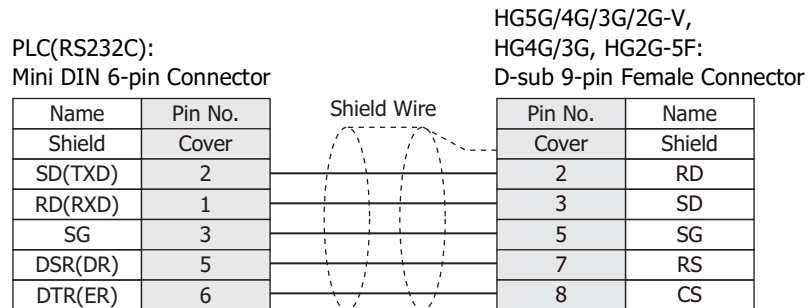 HG5G/4G/3G/2G-V,
PLC(RS232C): HG4G/3G, HG2G-5F:
Mini DIN 6-pin Connector D-sub 9-pin Female Connector
Name Pin No. Shield Wire Pin No. Name
Shield Cover Cover Shield
SD(TXD) 2 2 RD
RD(RXD) 1 3 SD
SG 3 5 SG
DSR(DR) 5 7 RS
DTR(ER) 6 8 CS